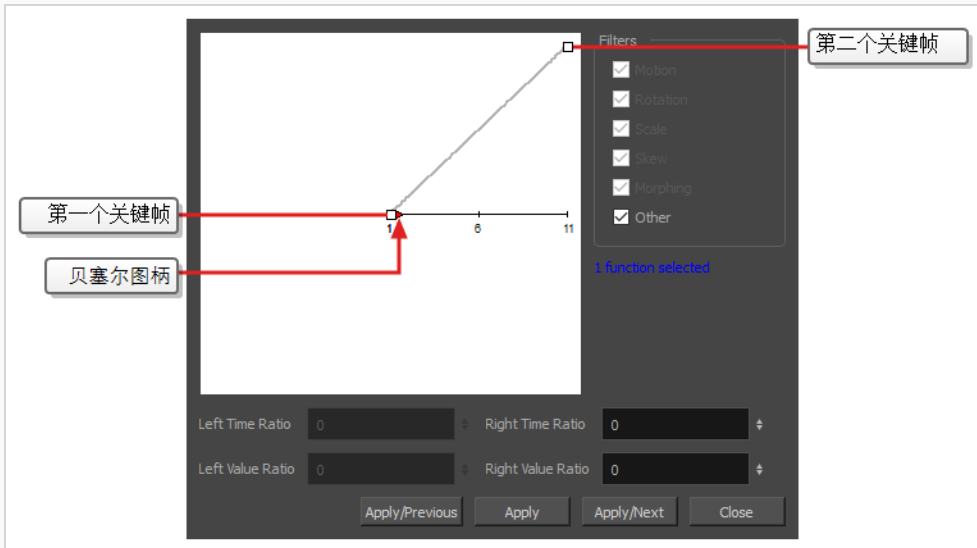 Filters
第二个关键帧
Motion
Rotation
Scale
Skew
Morphing
Other
第一个关键帧
1
6
11
贝塞尔图柄
1 function selected
Left Time Ratio 0 Right Time Ratio 0
Left Value Ratio 0 Right Value Ratio 0
Apply/Previous Apply Apply/Next Close